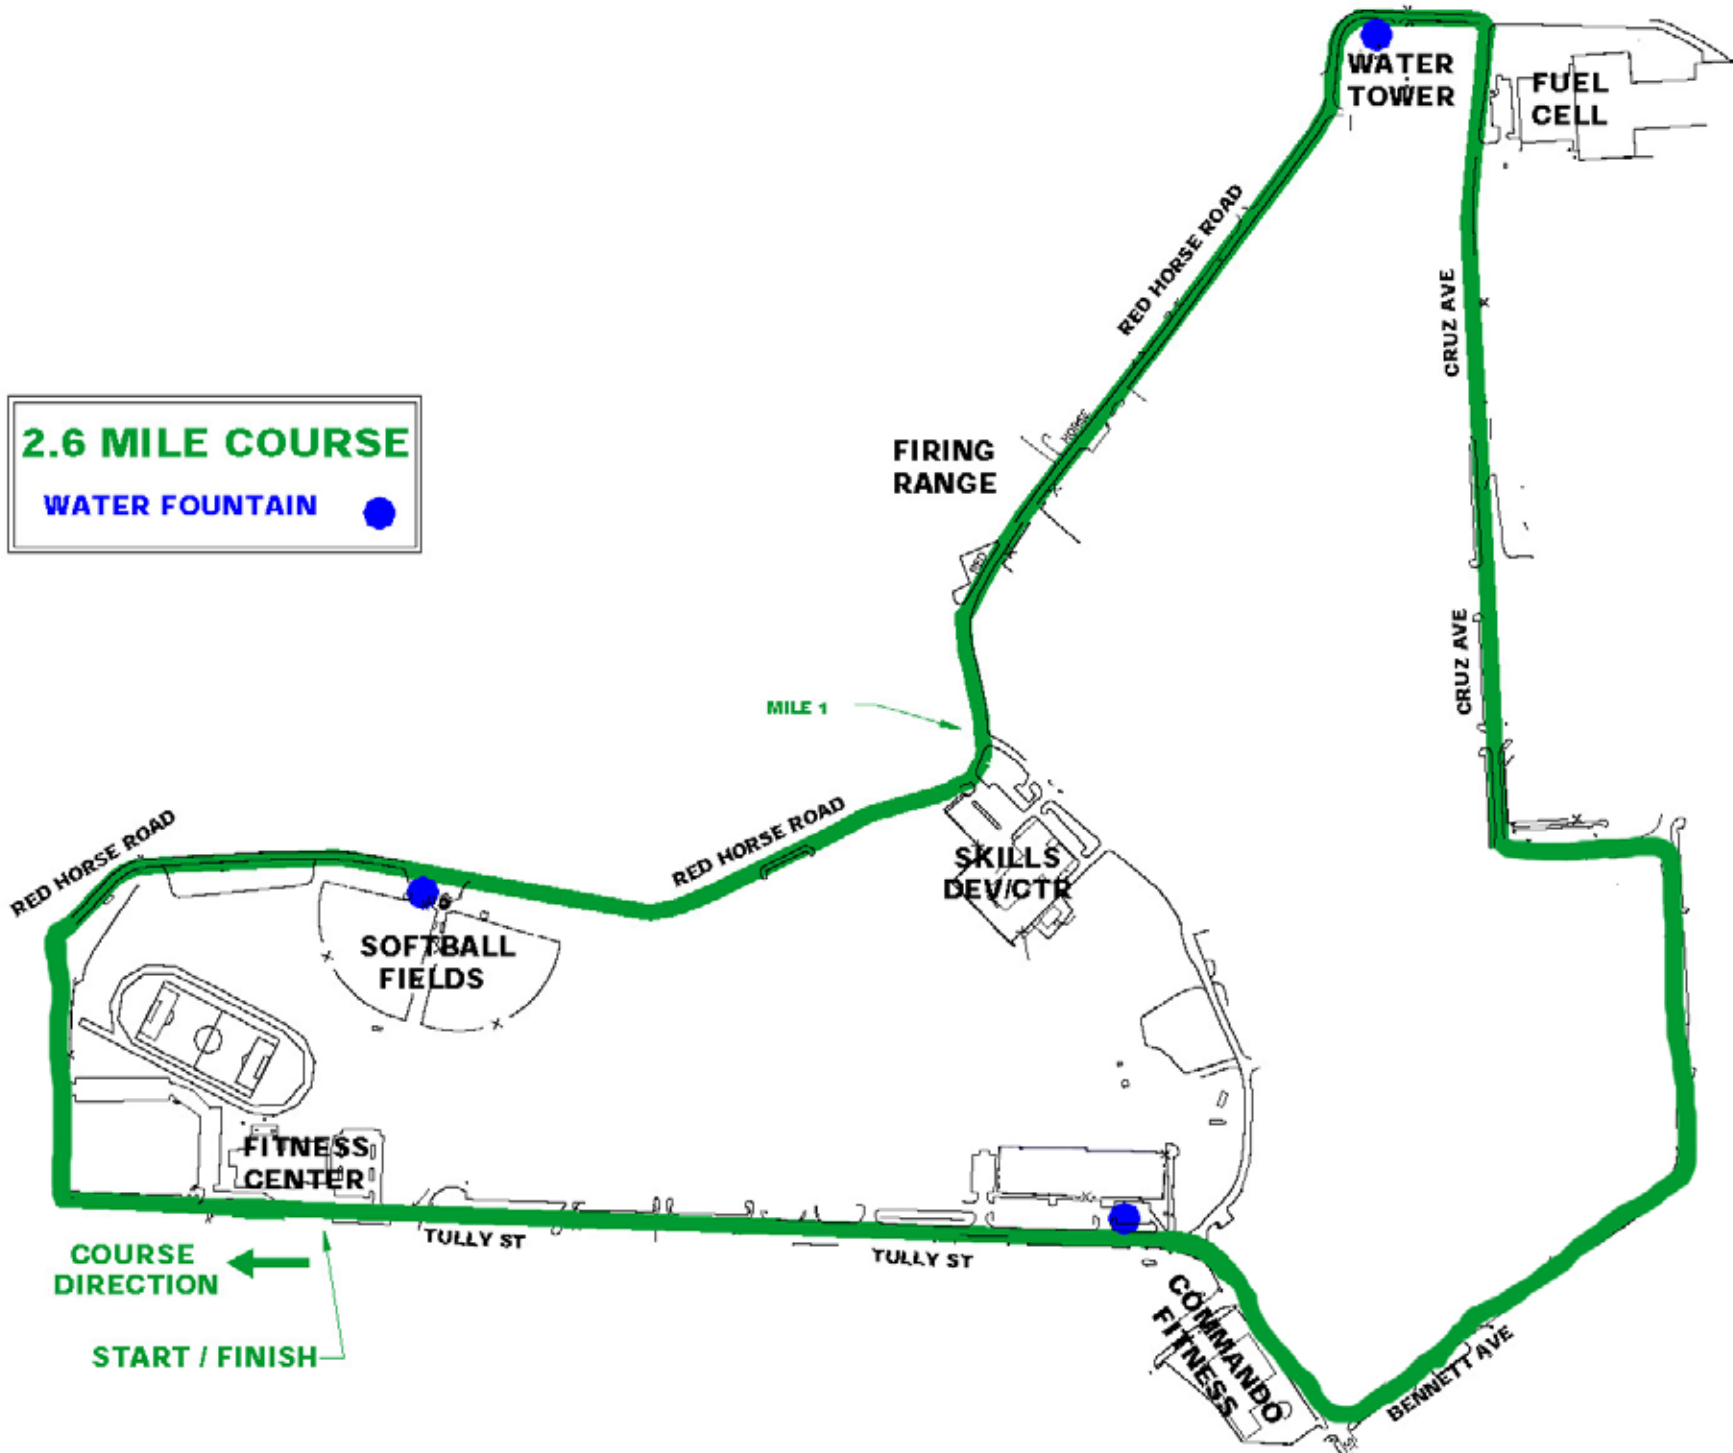 WATER
TOWER
FUEL
CELL
RED HORSE ROAD
CRUZ AVE
2.6 MILE COURSE
WATER FOUNTAIN
FIRING
RANGE
HORSE
RED
CRUZ AVE
MILE 1
RED HORSE ROAD
RED HORSE ROAD
SKILLS
DEV/CTR
SOFTBALL
FIELDS
FITNESS
CENTER
TULLY ST
TULLY ST
COURSE
DIRECTION
START / FINISH
COMMANDO
FITNESS
BENNETT AVE